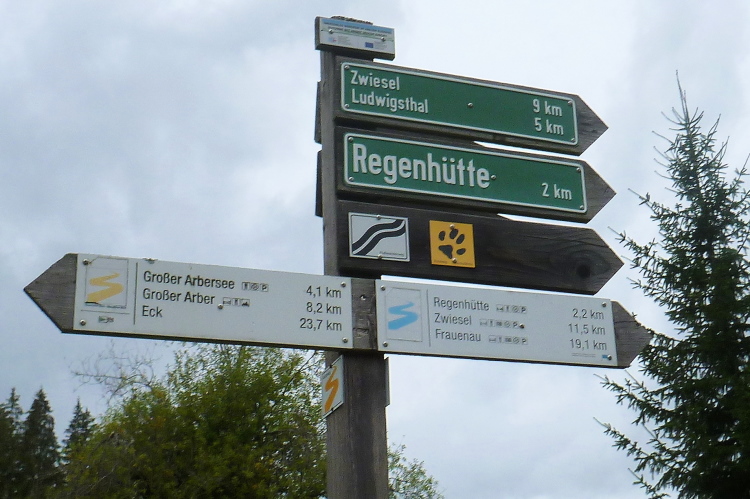 Zwiesel 9 km
Ludwigsthal 5 km
Regenhütte 2 km
Großer Arbersee 4,1 km
Großer Arber 8,2 km
Eck 23,7 km
Regenhütte 2,2 km
Zwiesel 11,5 km
Frauenau 19,1 km